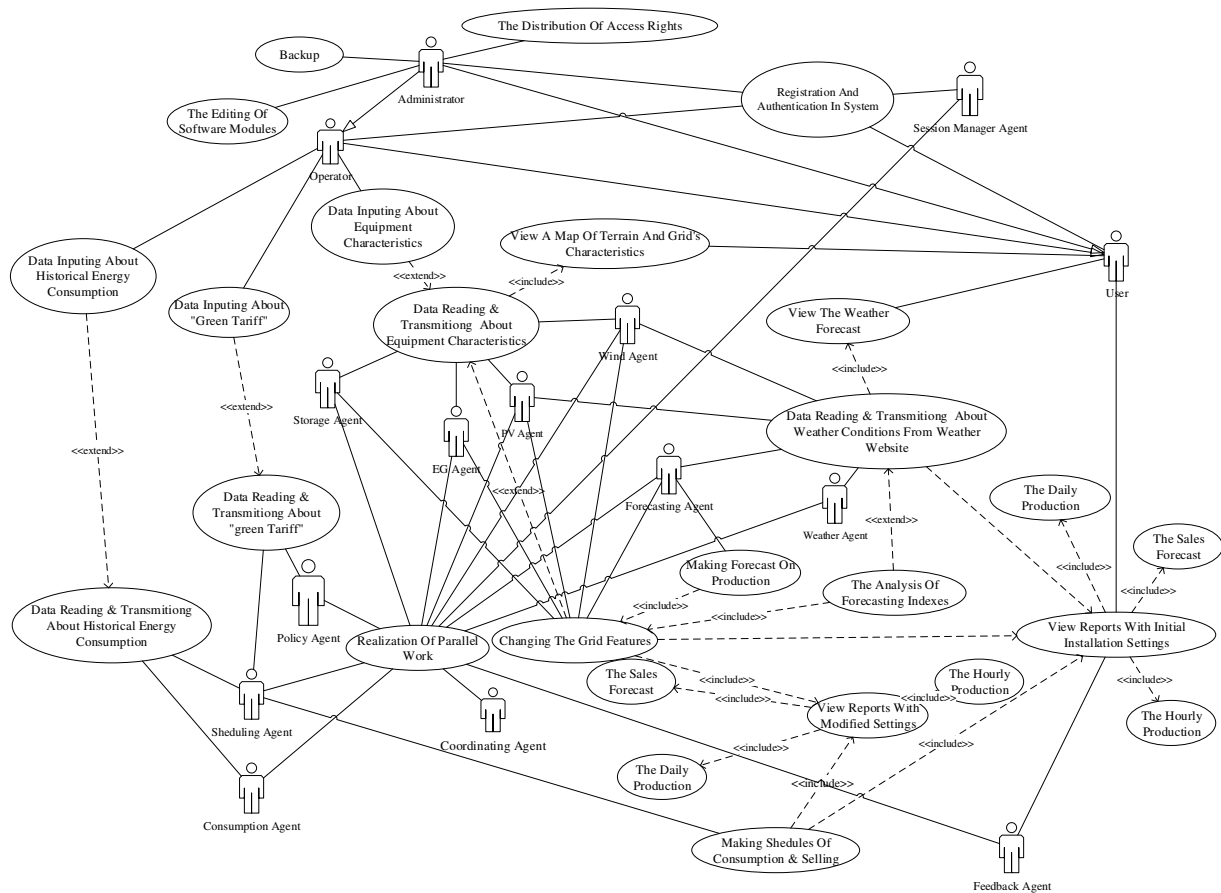 The Distribution Of Access Rights
Backup
Administrator
The Editing Of
Software Modules
Registration And
Authentication In System
Session Manager Agent
Operator
Data Inputing About
Equipment
Characteristics
Data Inputing About
Historical Energy
Consumption
View A Map Of Terrain And Grid's
Characteristics
<<extend>>
<<include>>
User
Data Inputing About
"Green Tariff"
Data Reading &
Transmitiong About
Equipment Characteristics
View The Weather
Forecast
Wind Agent
<<include>>
Storage Agent
<<extend>>
PV Agent
EG Agent
Data Reading & Transmitiong About
Weather Conditions From Weather
Website
<<extend>>
<<extend>>
Forecasting Agent
Data Reading &
Transmitiong About
"green Tariff"
The Daily
Production
Weather Agent
<<extend>>
The Sales
Forecast
Making Forecast On
Production
<<include>>
The Analysis Of
Forecasting Indexes
<<include>>
<<include>>
<<include>>
Data Reading & Transmitiong
About Historical Energy
Consumption
Policy Agent
Realization Of Parallel
Work
Changing The Grid Features
View Reports With Initial
Installation Settings
The Sales
Forecast
<<include>>
<<include>>
The Hourly
Production
<<include>>
<<include>>
View Reports With
Modified Settings
The Hourly
Production
Sheduling Agent
Coordinating Agent
<<include>>
<<include>>
The Daily
Production
<<include>>
Consumption Agent
Making Shedules Of
Consumption & Selling
Feedback Agent